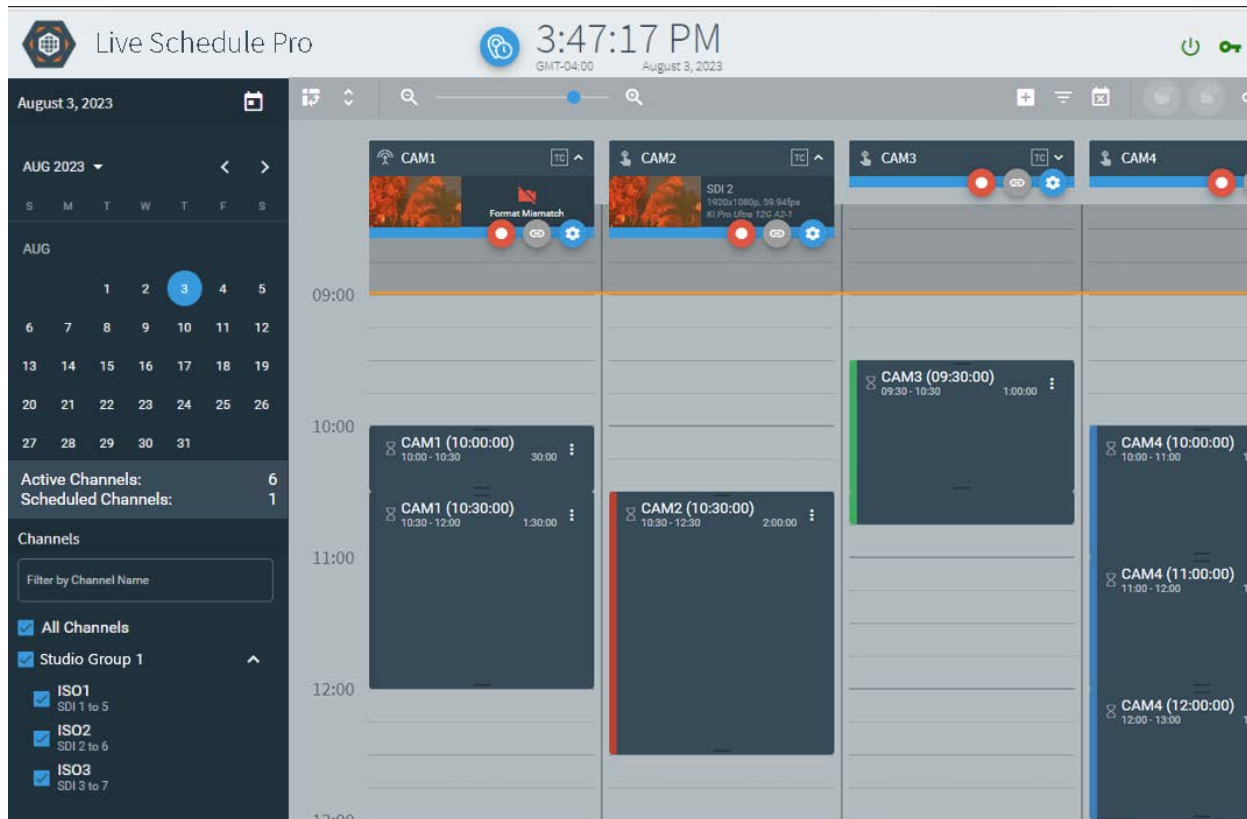 Live Schedule Pro
3:47:17 PM
GMT-04:00 August 3, 2023
August 3, 2023
AUG 2023
S M T W T F S
AUG
1 2 3 4 5
6 7 8 9 10 11 12
13 14 15 16 17 18 19
20 21 22 23 24 25 26
27 28 29 30 31
Active Channels: 6
Scheduled Channels: 1
Channels
Filter by Channel Name
All Channels
Studio Group 1
ISO1
SDI 1 to 5
ISO2
SDI 2 to 6
ISO3
SDI 3 to 7
CAM1 TC
Format Mismatch
CAM2 TC
SDI 2
1920x1080p, 59.94fps
Ki Pro Ultra 12G A2-1
CAM3 TC
CAM4
09:00
10:00
11:00
12:00
13:00
CAM1 (10:00:00)
10:00 - 10:30 30:00
CAM1 (10:30:00)
10:30 - 12:00 1:30:00
CAM2 (10:30:00)
10:30 - 12:30 2:00:00
CAM3 (09:30:00)
09:30 - 10:30 1:00:00
CAM4 (10:00:00)
10:00 - 11:00
CAM4 (11:00:00)
11:00 - 12:00
CAM4 (12:00:00)
12:00 - 13:00